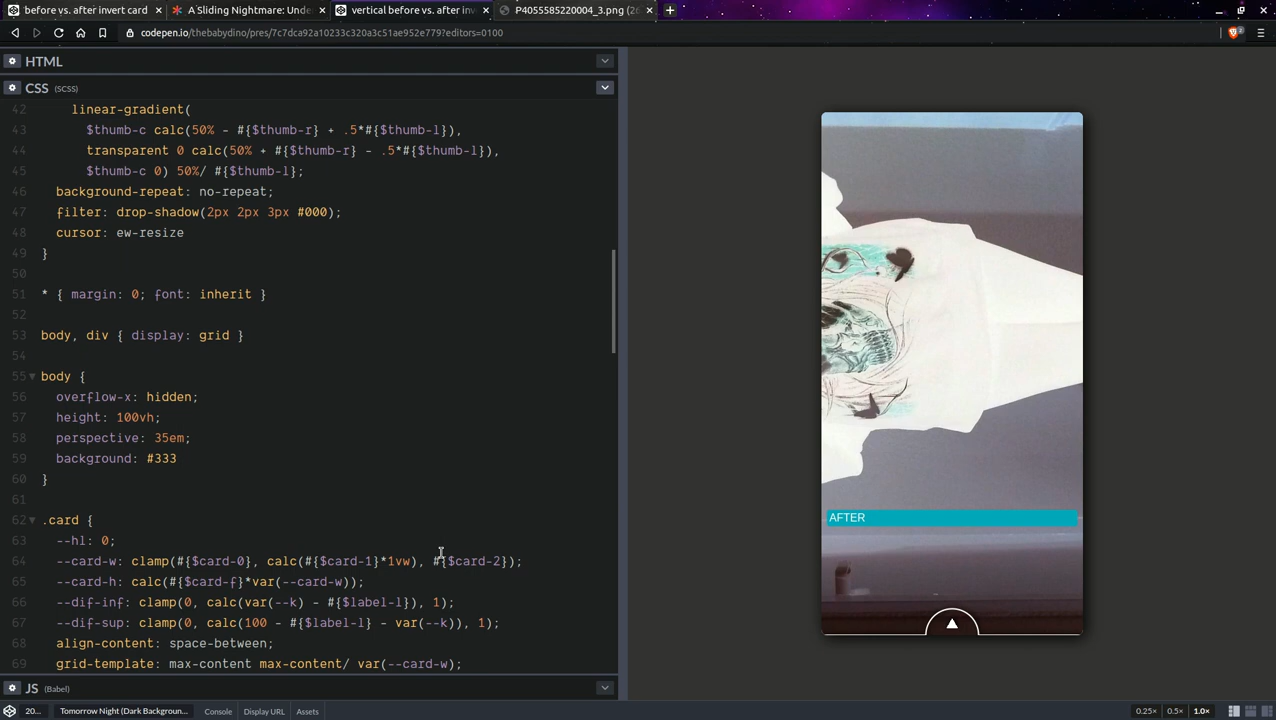 before vs. after invert card
A Sliding Nightmare: Unde
vertical before vs. after inv
P4055585220004_3.png (26
codepen.io/thebabydino/pres/7c7dca92a10233c320a3c51ae952e779?editors=0100
2
HTML
CSS (SCSS)
42 linear-gradient(
43 $thumb-c calc(50% - #{$thumb-r} + .5*#{$thumb-l}),
44 transparent 0 calc(50% + #{$thumb-r} - .5*#{$thumb-l}),
45 $thumb-c 0) 50%/ #{$thumb-l};
46 background-repeat: no-repeat;
47 filter: drop-shadow(2px 2px 3px #000);
48 cursor: ew-resize
49 }
50
51 * { margin: 0; font: inherit }
52
53 body, div { display: grid }
54
55 body {
56 overflow-x: hidden;
57 height: 100vh;
58 perspective: 35em;
59 background: #333
60 }
61
62 .card {
63 --hl: 0;
64 --card-w: clamp(#{$card-0}, calc(#{$card-1}*1vw), #{$card-2});
65 --card-h: calc(#{$card-f}*var(--card-w));
66 --dif-inf: clamp(0, calc(var(--k) - #{$label-l}), 1);
67 --dif-sup: clamp(0, calc(100 - #{$label-l} - var(--k)), 1);
68 align-content: space-between;
69 grid-template: max-content max-content/ var(--card-w);
AFTER
JS (Babel)
20... Tomorrow Night (Dark Backgroun... Console Display URL Assets 0.25× 0.5× 1.0×